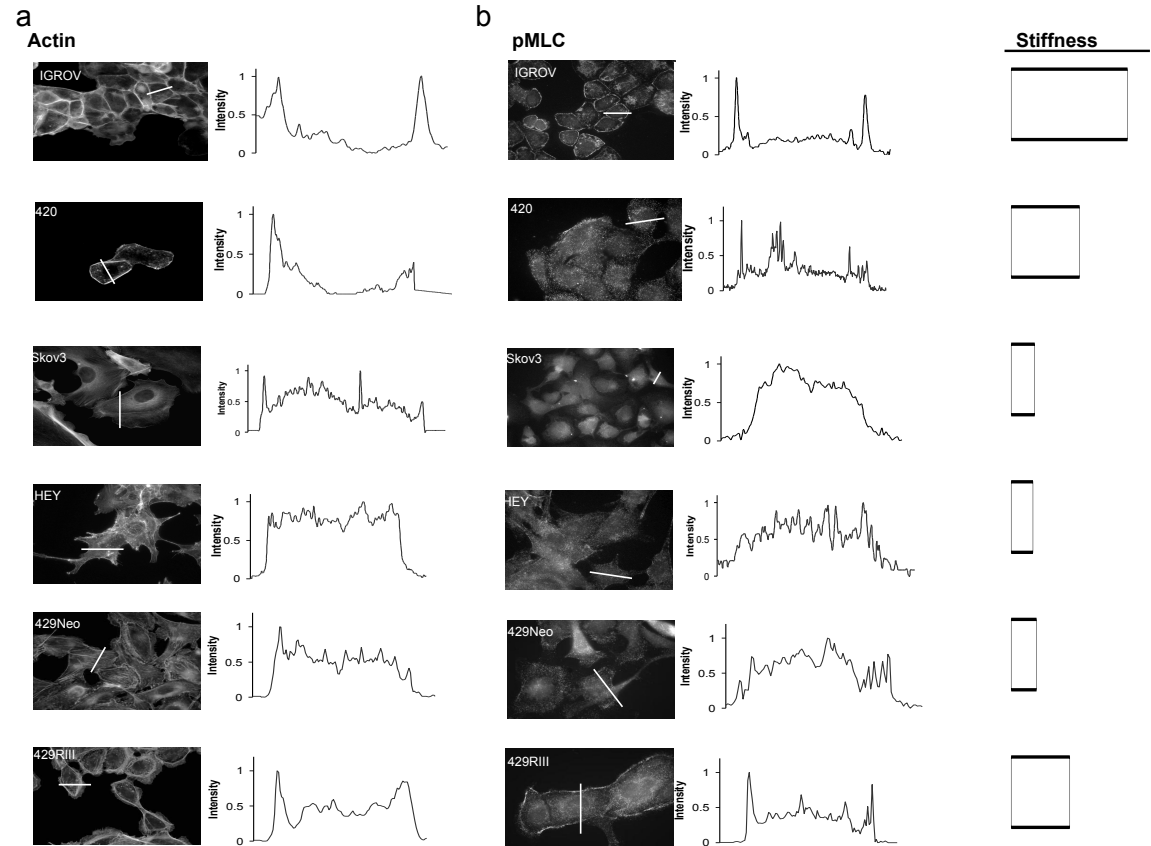 a
b
Actin
pMLC
Stiffness
IGROV
Intensity
1
0.5
0
IGROV
Intensity
1
0.5
0
420
Intensity
1
0.5
0
420
Intensity
1
0.5
0
Skov3
Intensity
1
0.5
0
Skov3
Intensity
1
0.5
0
HEY
Intensity
1
0.5
0
HEY
Intensity
1
0.5
0
429Neo
Intensity
1
0.5
0
429Neo
Intensity
1
0.5
0
429RIII
Intensity
1
0.5
0
429RIII
Intensity
1
0.5
0